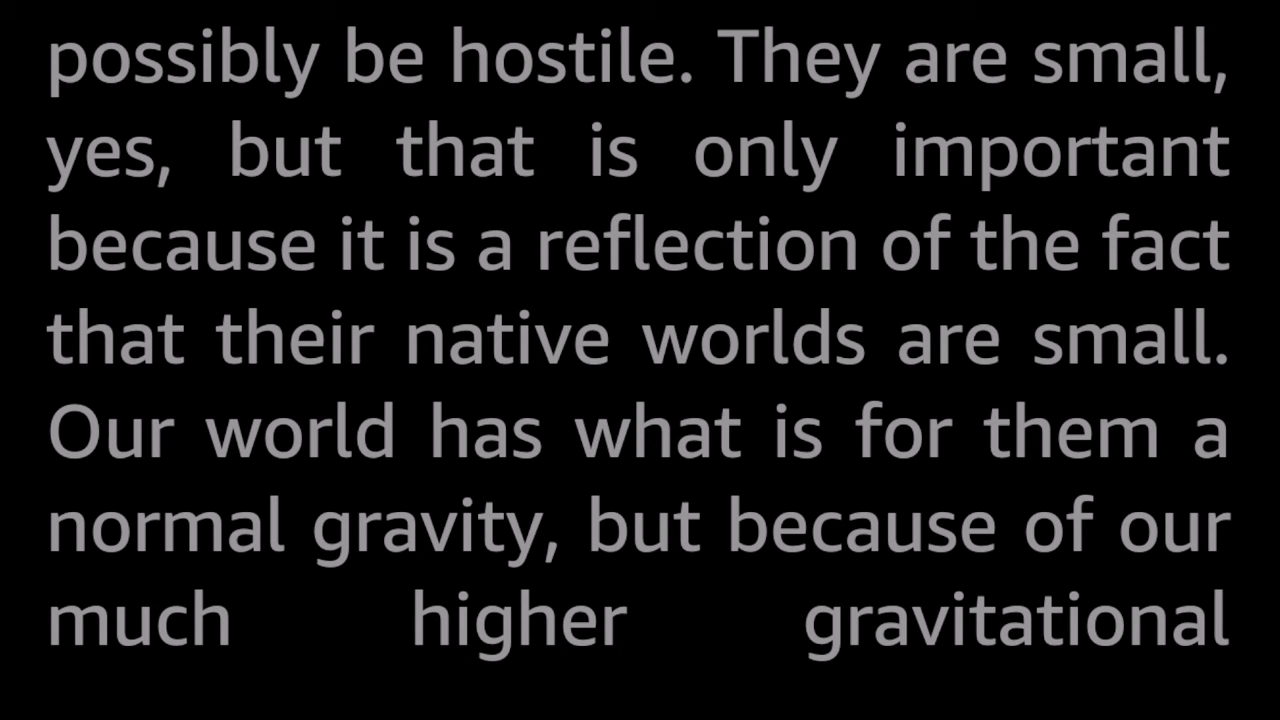 possibly be hostile. They are small,
yes, but that is only important
because it is a reflection of the fact
that their native worlds are small.
Our world has what is for them a
normal gravity, but because of our
much higher gravitational